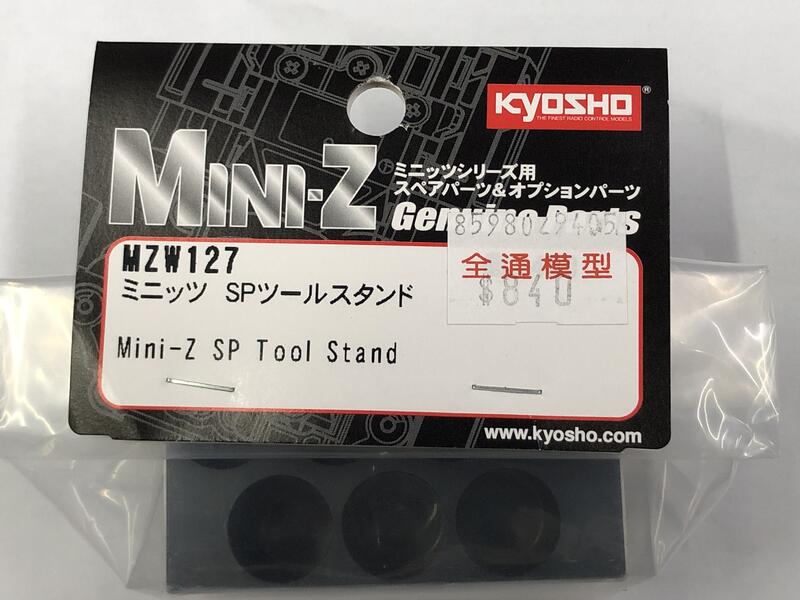 KYOSHO®
THE FINEST RADIO CONTROL MODELS
MINI-Z
ミニッツシリーズ用
スペアパーツ&オプションパーツ
Genuine Parts
MZW127
ミニッツ SPツールスタンド
Mini-Z SP Tool Stand
全通模型
$840
www.kyosho.com